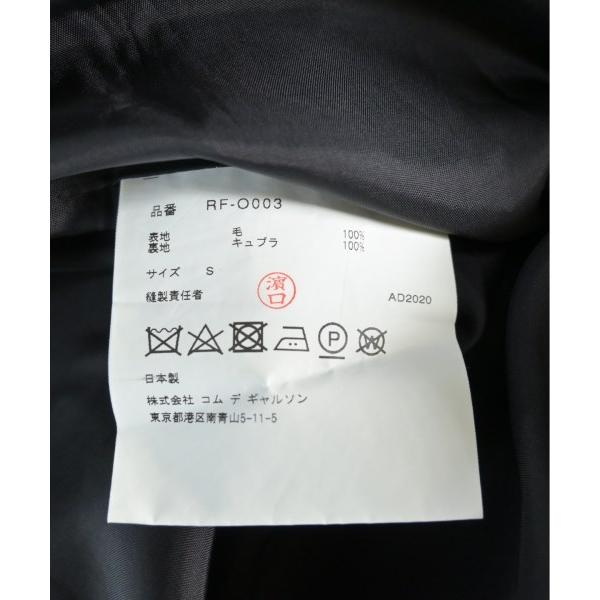 品番 RF-O003
表地 毛 100%
裏地 キュプラ 100%
サイズ S
縫製責任者 濱口 AD2020
P W
日本製
株式会社 コム デ ギャルソン
東京都港区南青山5-11-5